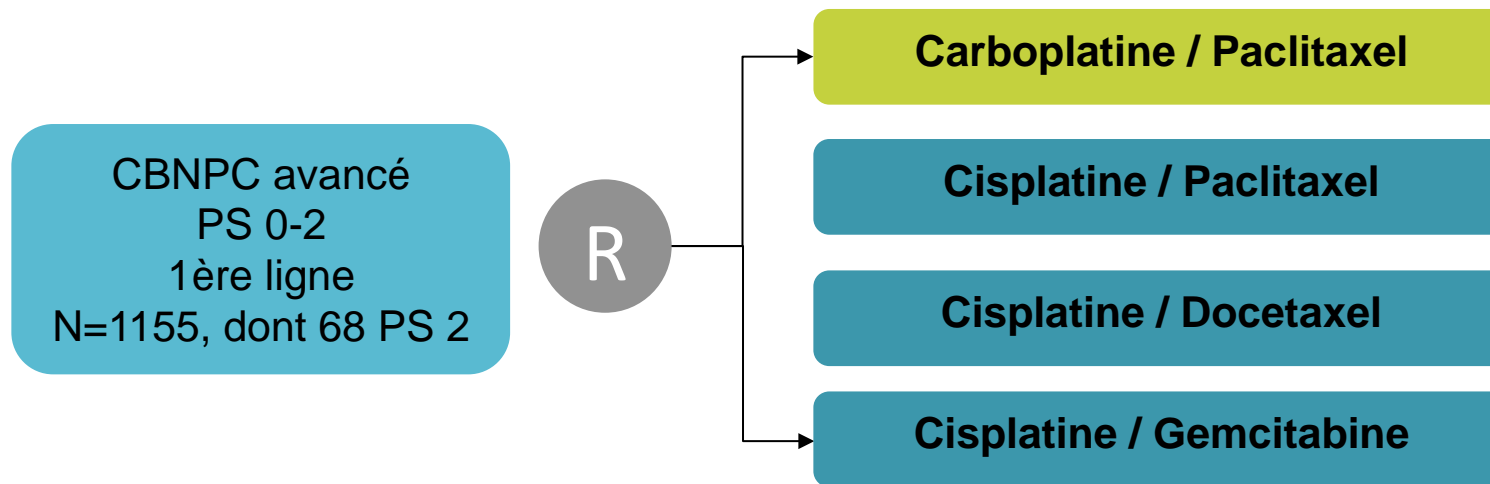 CBNPC avancé
PS 0-2
1ère ligne
N=1155, dont 68 PS 2
R
Carboplatine / Paclitaxel
Cisplatine / Paclitaxel
Cisplatine / Docetaxel
Cisplatine / Gemcitabine